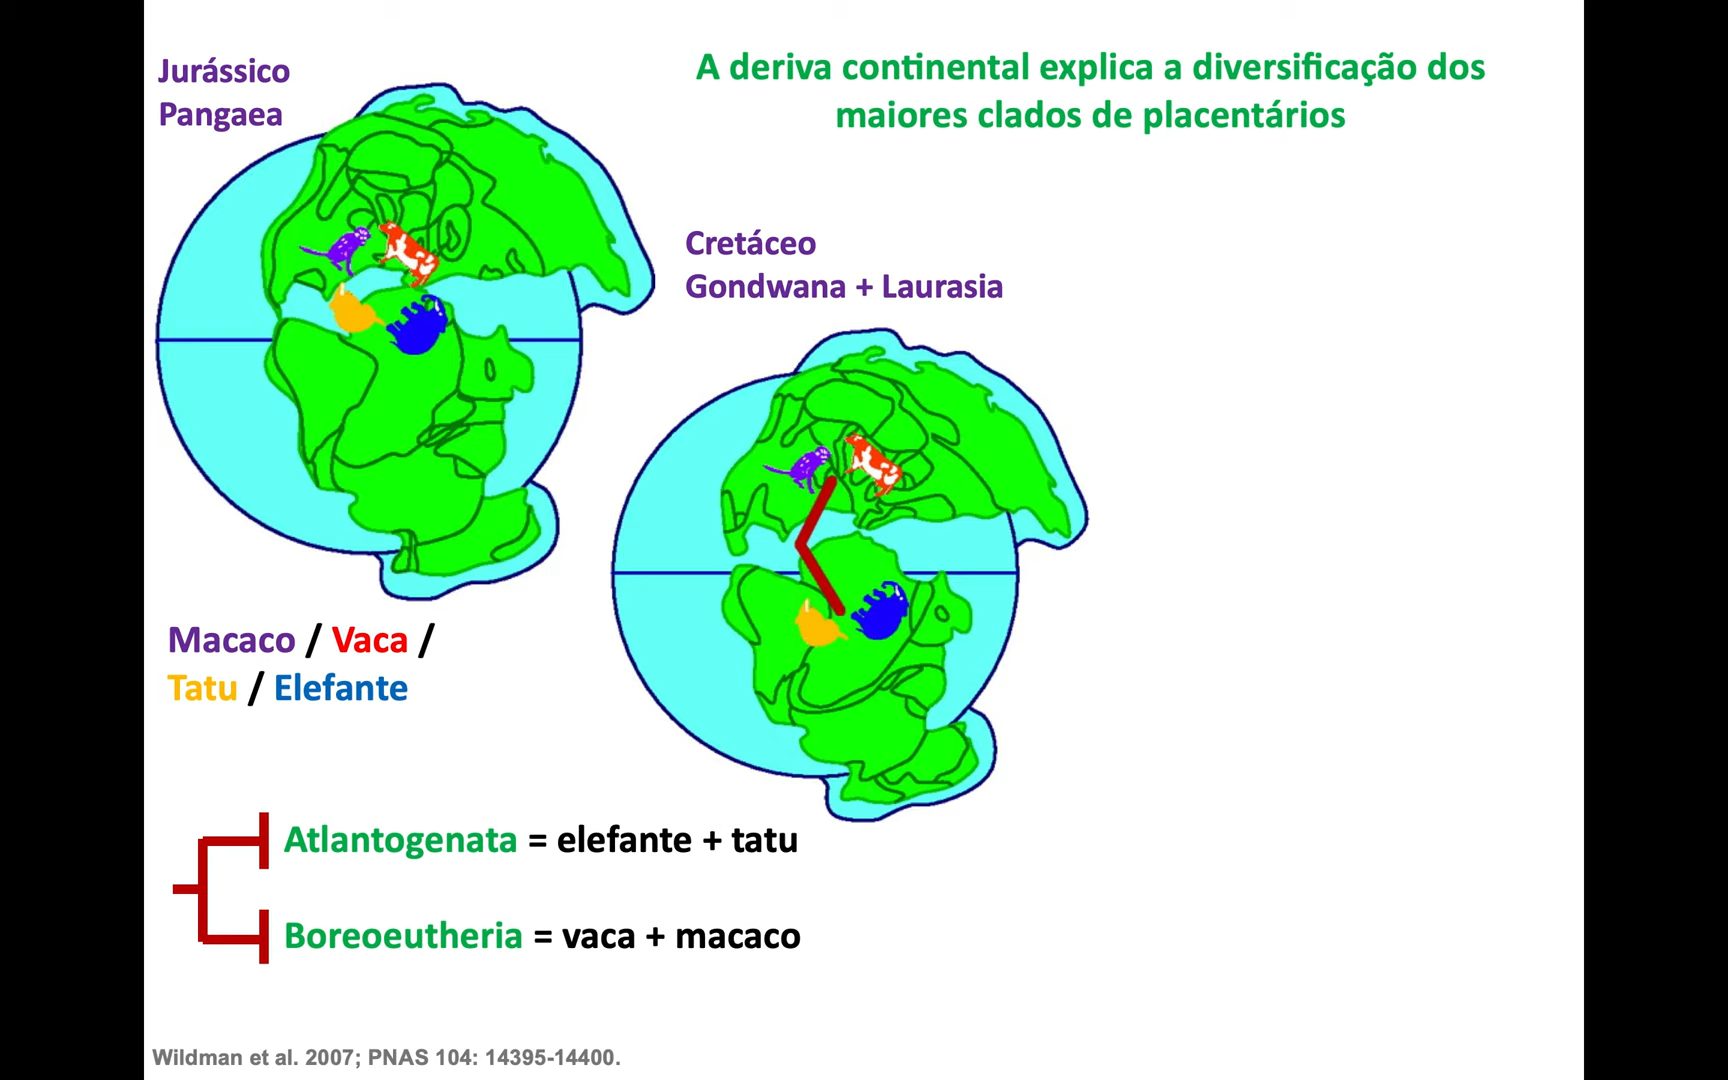 Jurássico
Pangaea
A deriva continental explica a diversificação dos
maiores clados de placentários
Cretáceo
Gondwana + Laurasia
Macaco / Vaca /
Tatu / Elefante
Atlantogenata = elefante + tatu
Boreoeutheria = vaca + macaco
Wildman et al. 2007; PNAS 104: 14395-14400.